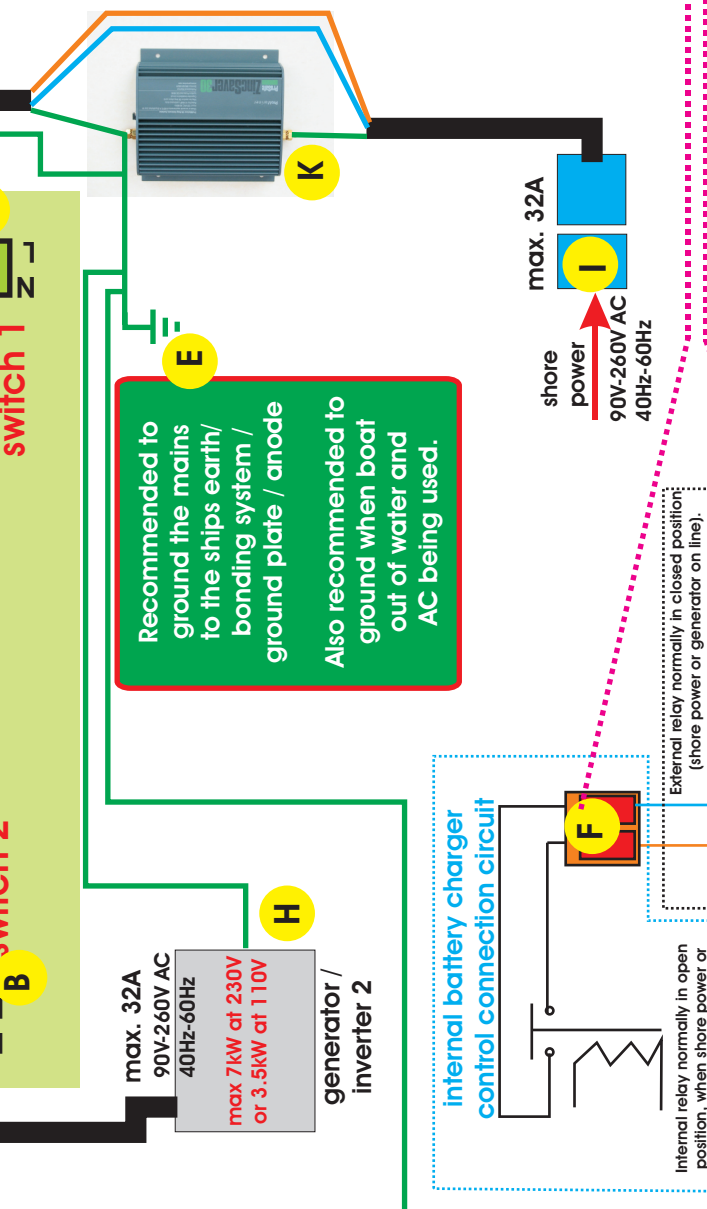 switch 2
B
switch 1
N
L
K
E
Recommended to
ground the mains
to the ships earth/
bonding system /
ground plate / anode
Also recommended to
ground when boat
out of water and
AC being used.
max. 32A
I
shore
power
90V-260V AC
40Hz-60Hz
max. 32A
90V-260V AC
40Hz-60Hz
max 7kW at 230V
or 3.5kW at 110V
generator /
inverter 2
H
internal battery charger
control connection circuit
F
External relay normally in closed position
(shore power or generator on line).
Internal relay normally in open
position, when shore power or
ProSafe
ZincSaver